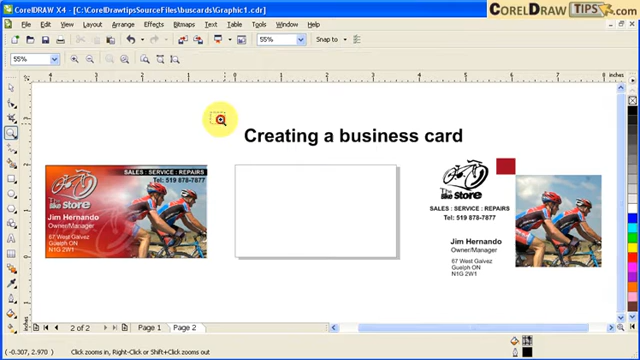 CorelDRAW X4 - [C:\CorelDrawtipsSourceFiles\buscards\Graphic1.cdr]
CORELDRAW TIPS.com
File Edit View Layout Arrange Effects Bitmaps Text Tools Window Help
55% Snap to
55%
inches
Creating a business card
SALES : SERVICE : REPAIRS
Tel: 519 878-7877
The
Bike STORE
Jim Hernando
Owner/Manager
67 West Galvez
Guelph ON
N1G 2W1
The
Bike STORE
SALES : SERVICE : REPAIRS
Tel: 519 878-7877
Jim Hernando
Owner/Manager
67 West Galvez
Guelph ON
N1G 2W1
2 of 2 Page 1 Page 2
(-0.307, 2.970) Click zooms in, Right-Click or Shift+Click zooms out